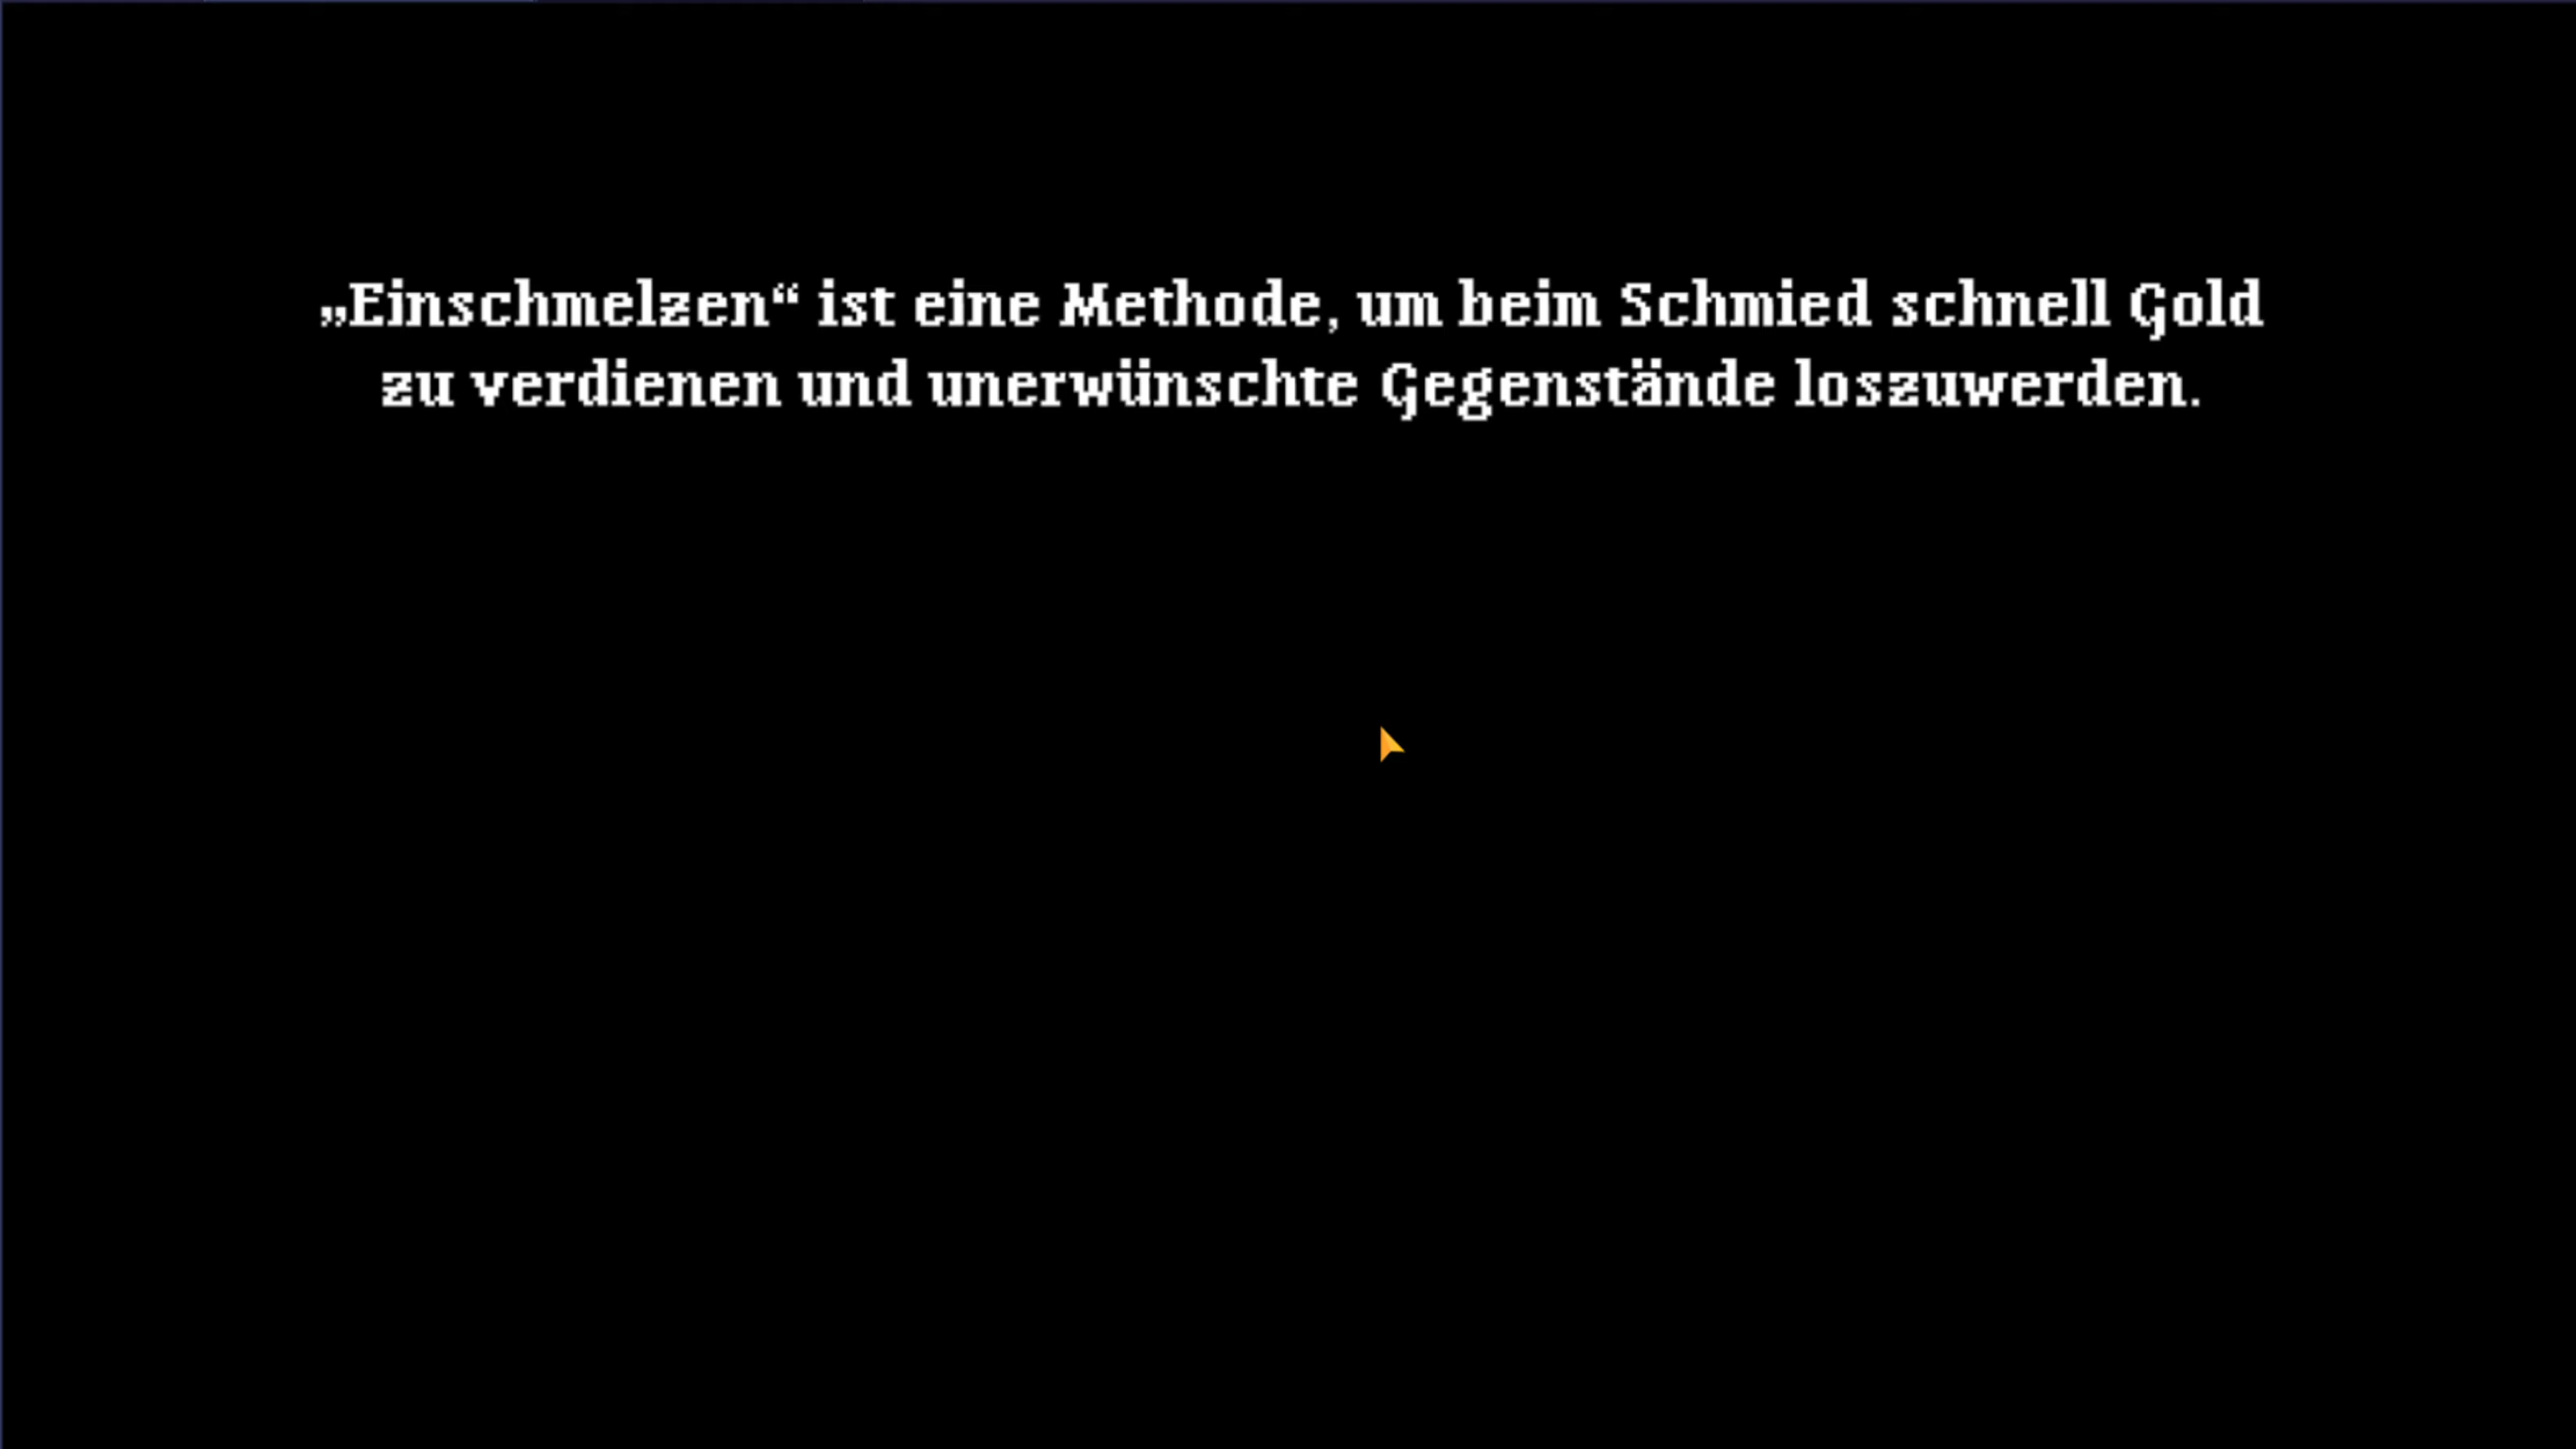 „Einschmelzen“ ist eine Methode, um beim Schmied schnell Gold
zu verdienen und unerwünschte Gegenstände loszuwerden.